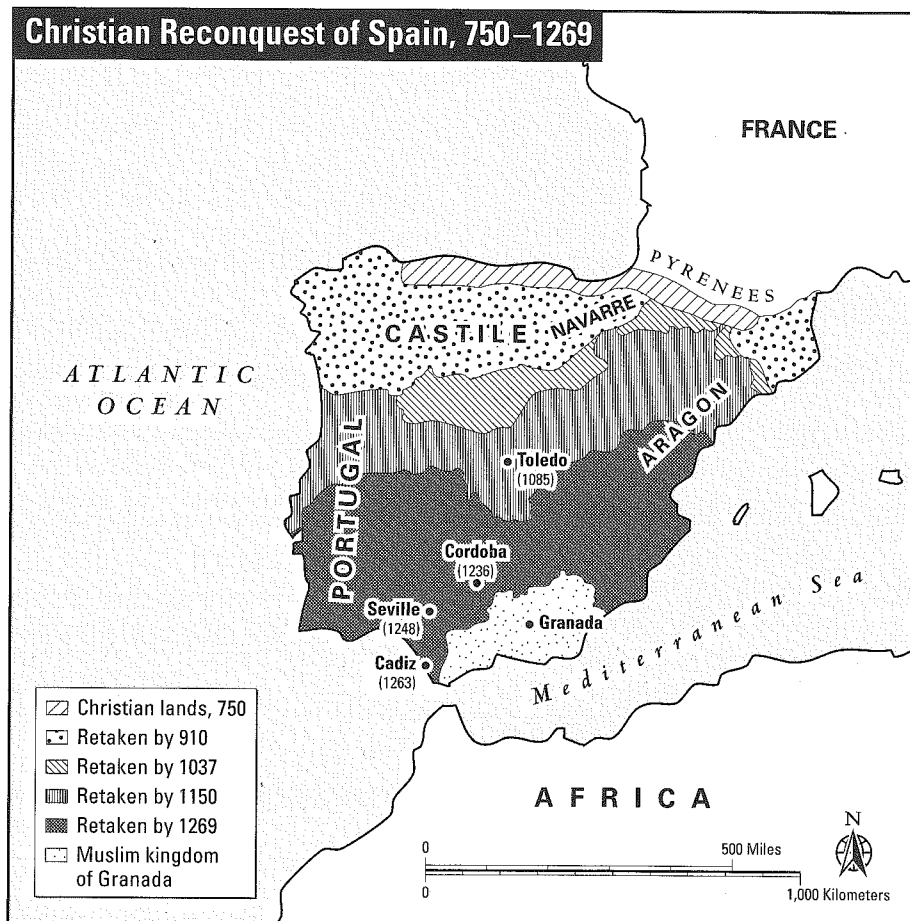 Christian Reconquest of Spain, 750–1269
FRANCE
PYRENEES
CASTILE
NAVARRE
ATLANTIC
OCEAN
ARAGON
PORTUGAL
Toledo
(1085)
Cordoba
(1236)
Seville
(1248)
Granada
Cadiz
(1263)
Mediterranean Sea
Christian lands, 750
Retaken by 910
Retaken by 1037
Retaken by 1150
Retaken by 1269
Muslim kingdom
of Granada
AFRICA
N
0 500 Miles
0 1,000 Kilometers